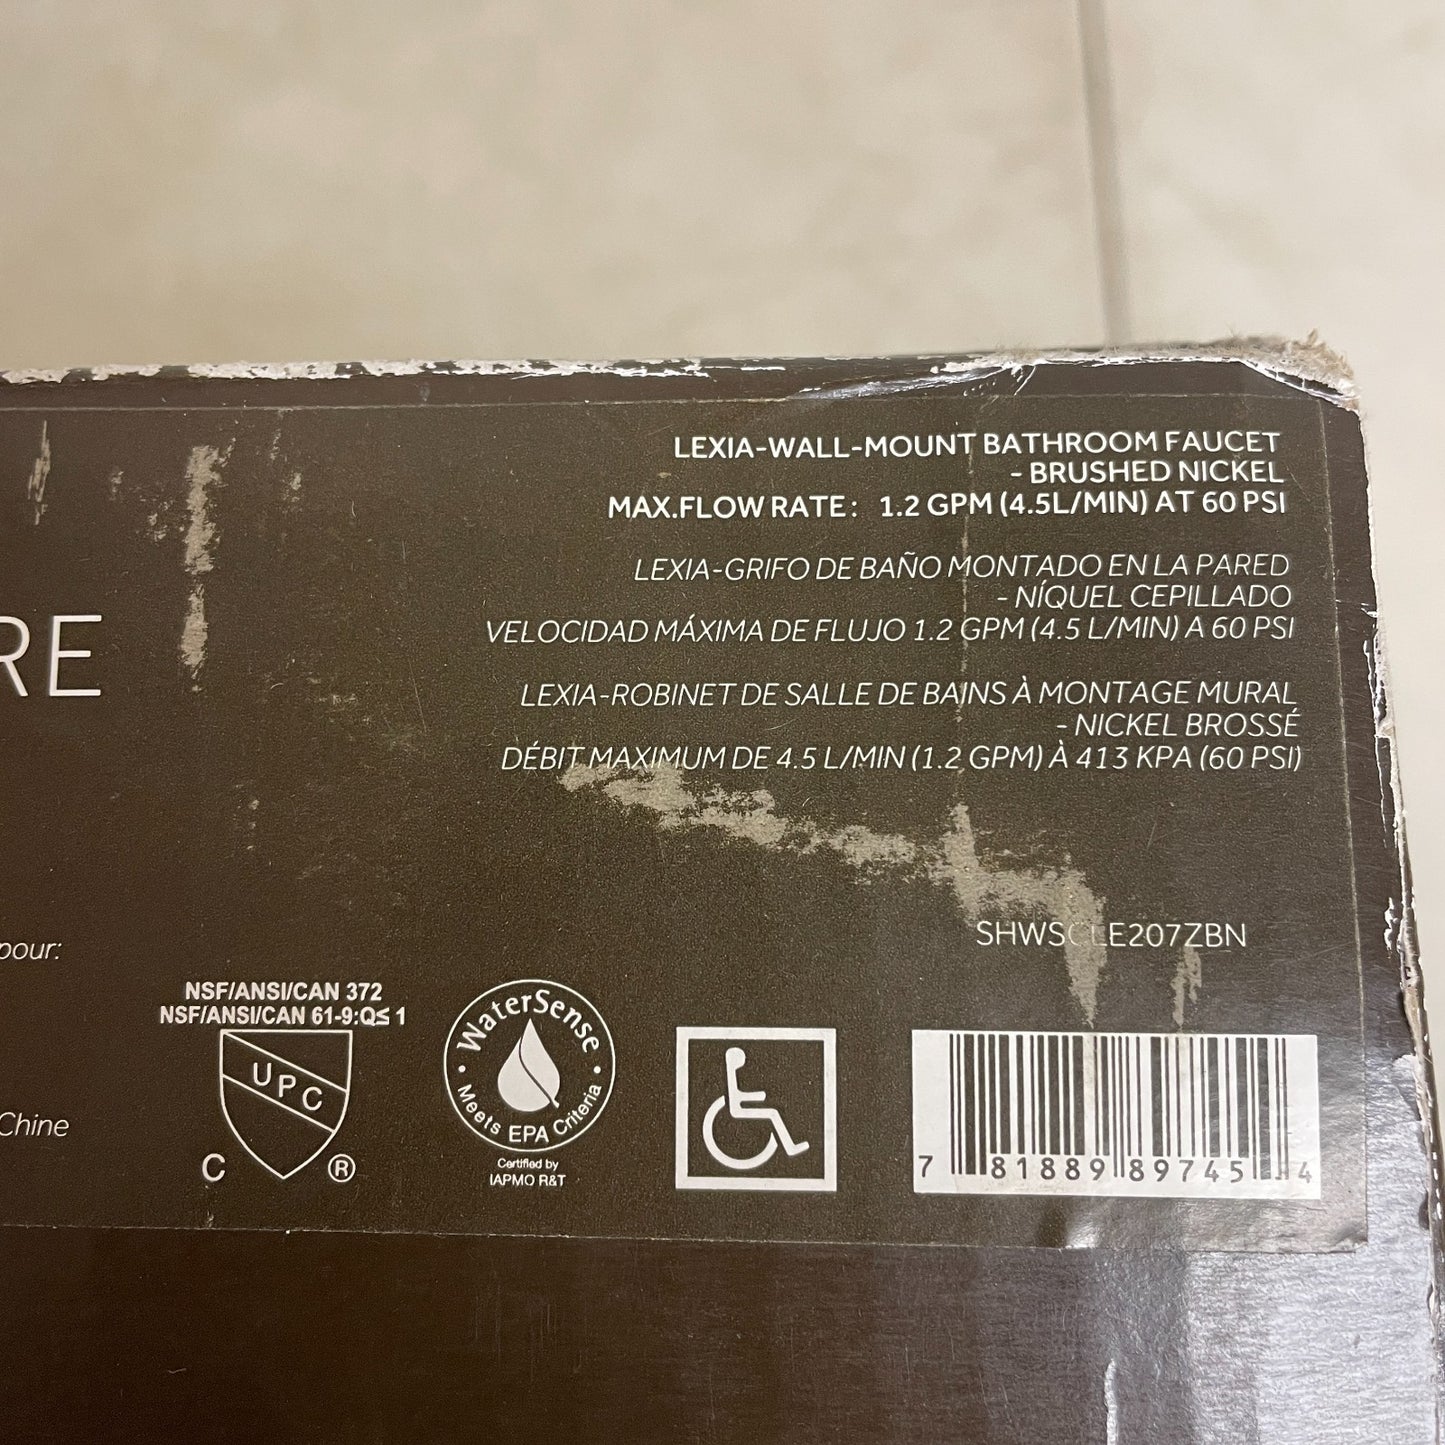 LEXIA-WALL-MOUNT BATHROOM FAUCET
- BRUSHED NICKEL
MAX.FLOW RATE: 1.2 GPM (4.5L/MIN) AT 60 PSI
LEXIA-GRIFO DE BAÑO MONTADO EN LA PARED
- NÍQUEL CEPILLADO
VELOCIDAD MÁXIMA DE FLUJO 1.2 GPM (4.5 L/MIN) A 60 PSI
LEXIA-ROBINET DE SALLE DE BAINS À MONTAGE MURAL
- NICKEL BROSSÉ
DÉBIT MAXIMUM DE 4.5 L/MIN (1.2 GPM) À 413 KPA (60 PSI)
RE
pour:
Chine
SHWSCLE207ZBN
NSF/ANSI/CAN 372
NSF/ANSI/CAN 61-9:Q≤ 1
UPC
C ®
WaterSense
Meets EPA Criteria
Certified by
IAPMO R&T
7 81889 89745 4